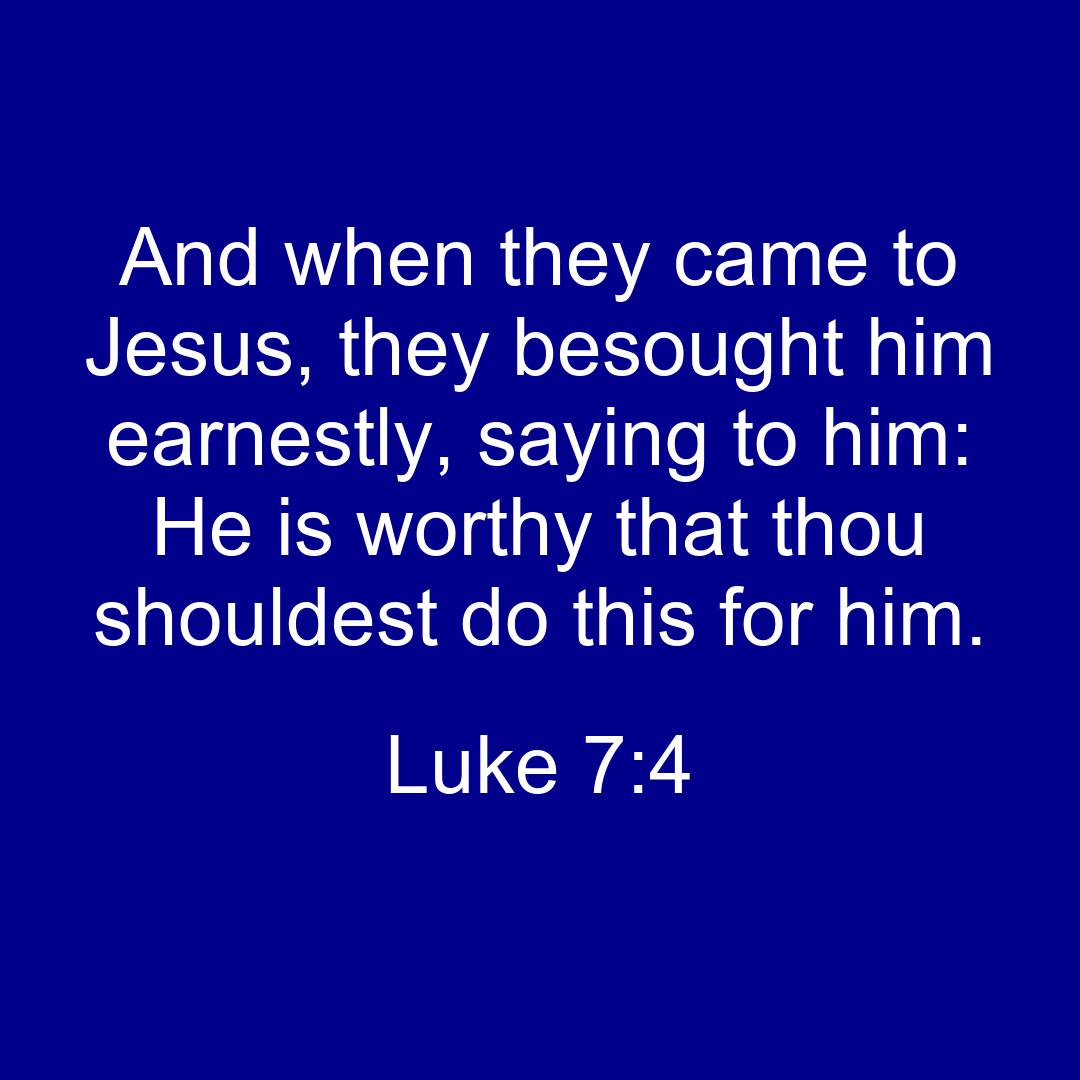 And when they came to
Jesus, they besought him
earnestly, saying to him:
He is worthy that thou
shouldest do this for him.
Luke 7:4